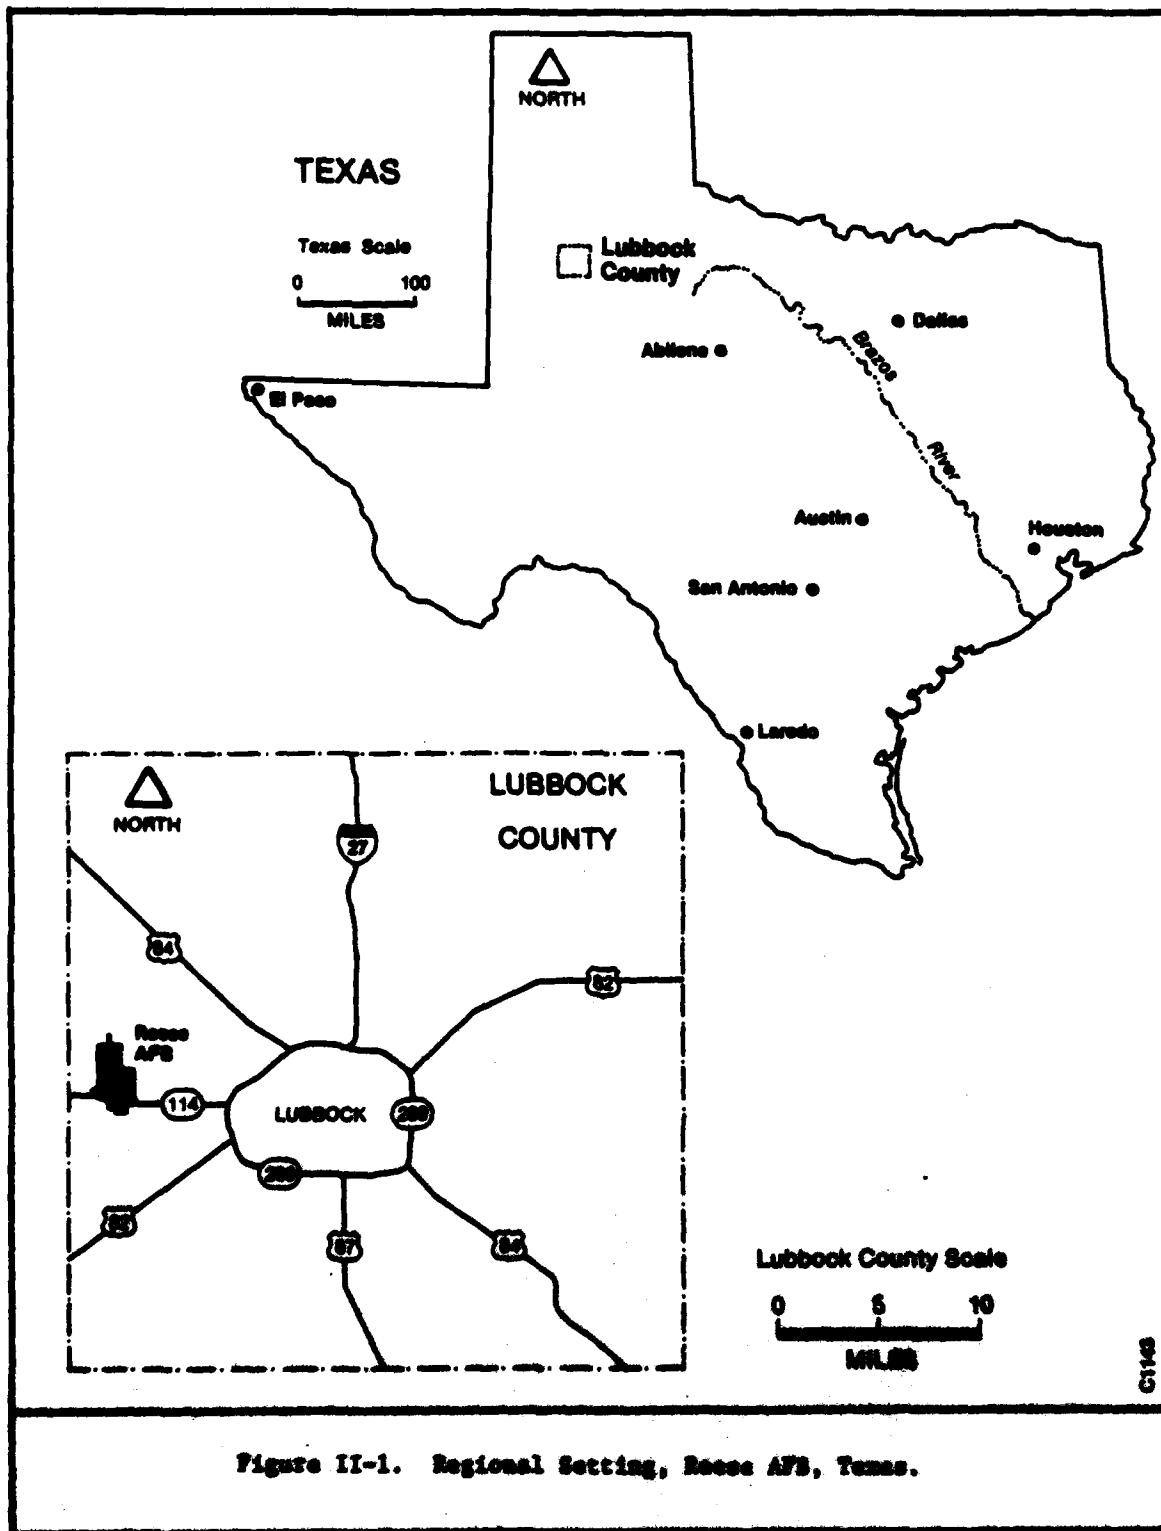 NORTH
TEXAS
Texas Scale
0 100
MILES
Lubbock
County
Dallas
Abilene
Brazos
River
El Paso
Austin
Houston
San Antonio
Laredo
LUBBOCK
COUNTY
NORTH
27
84
82
Reese
AFB
114
LUBBOCK
289
289
82
87
84
Lubbock County Scale
0 5 10
MILES
C1143
Figure II-1. Regional Setting, Reese AFB, Texas.